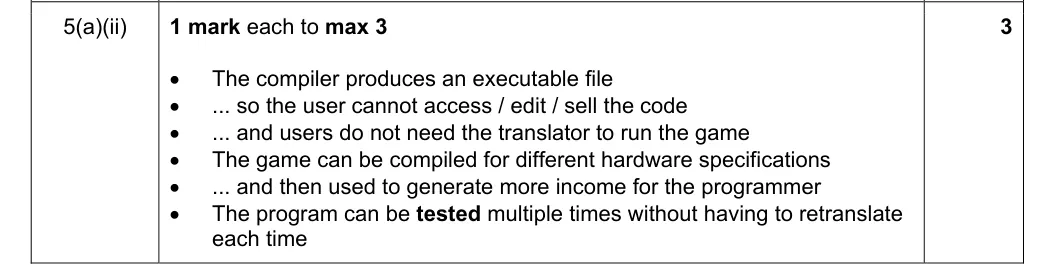 5(a)(ii) 1 mark each to max 3 3
• The compiler produces an executable file
• ... so the user cannot access / edit / sell the code
• ... and users do not need the translator to run the game
• The game can be compiled for different hardware specifications
• ... and then used to generate more income for the programmer
• The program can be tested multiple times without having to retranslate
each time